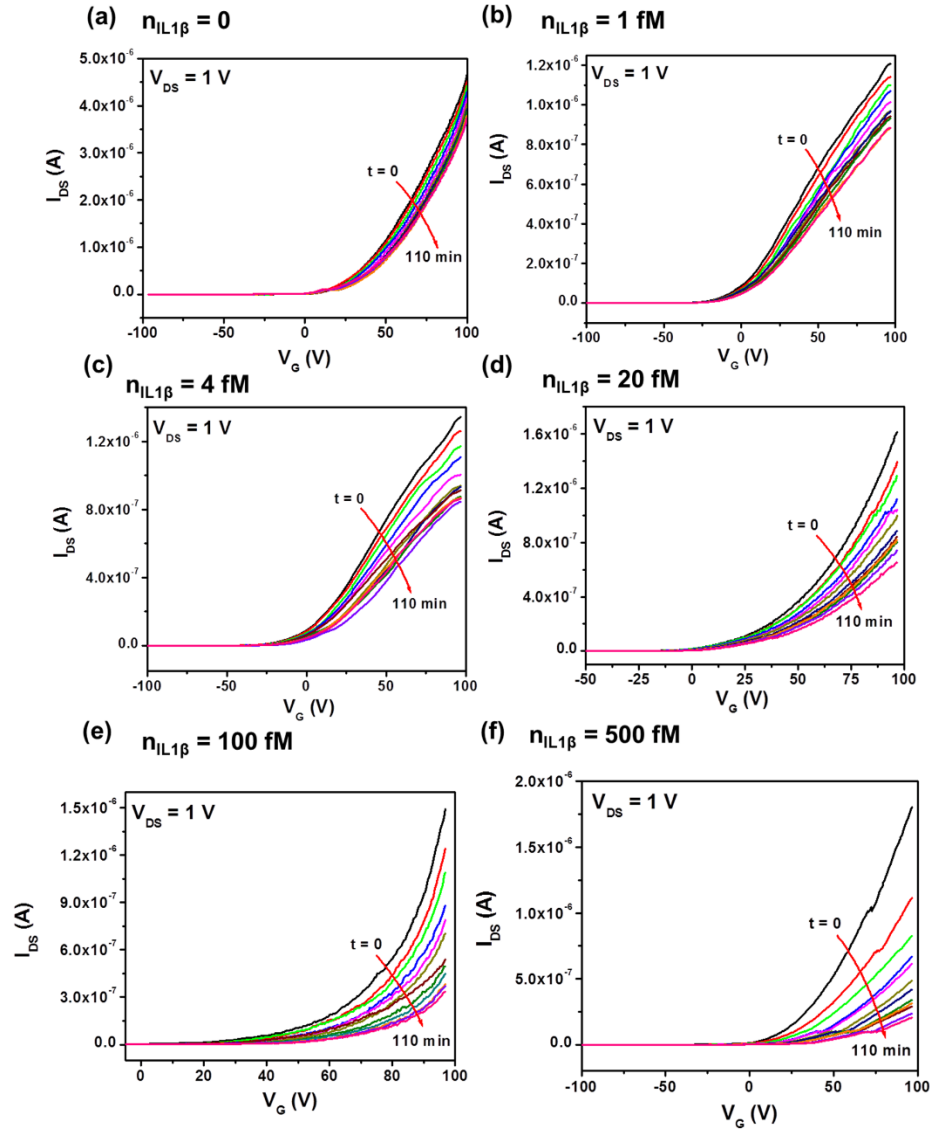 (a) n_IL1β = 0
V_DS = 1 V
5.0x10^-6
4.0x10^-6
3.0x10^-6
2.0x10^-6
1.0x10^-6
0.0
I_DS (A)
t = 0
110 min
-100 -50 0 50 100
V_G (V)
(b) n_IL1β = 1 fM
V_DS = 1 V
1.2x10^-6
1.0x10^-6
8.0x10^-7
6.0x10^-7
4.0x10^-7
2.0x10^-7
0.0
I_DS (A)
t = 0
110 min
-100 -50 0 50 100
V_G (V)
(c) n_IL1β = 4 fM
V_DS = 1 V
1.2x10^-6
8.0x10^-7
4.0x10^-7
0.0
I_DS (A)
t = 0
110 min
-100 -50 0 50 100
V_G (V)
(d) n_IL1β = 20 fM
V_DS = 1 V
1.6x10^-6
1.2x10^-6
8.0x10^-7
4.0x10^-7
0.0
I_DS (A)
t = 0
110 min
-50 -25 0 25 50 75 100
V_G (V)
(e) n_IL1β = 100 fM
V_DS = 1 V
1.5x10^-6
1.2x10^-6
9.0x10^-7
6.0x10^-7
3.0x10^-7
0.0
I_DS (A)
t = 0
110 min
0 20 40 60 80 100
V_G (V)
(f) n_IL1β = 500 fM
V_DS = 1 V
2.0x10^-6
1.5x10^-6
1.0x10^-6
5.0x10^-7
0.0
I_DS (A)
t = 0
110 min
-100 -50 0 50 100
V_G (V)